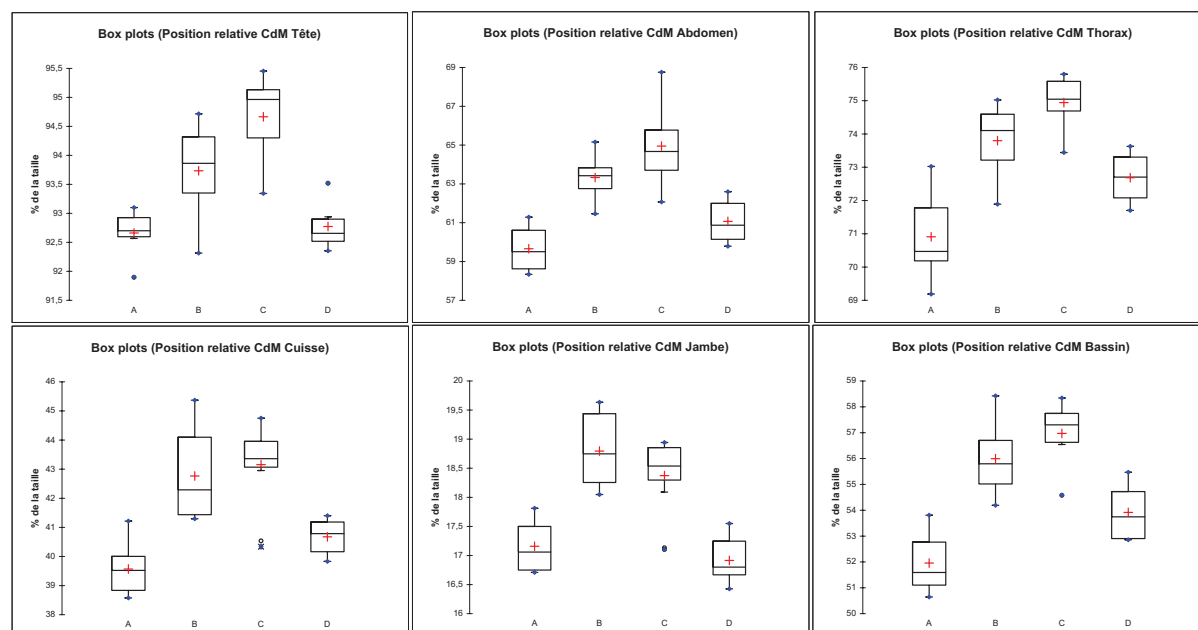 Box plots (Position relative CdM Tête)
95,5
95
94,5
94
93,5
93
92,5
92
91,5
% de la taille
A B C D
Box plots (Position relative CdM Abdomen)
69
67
65
63
61
59
57
% de la taille
A B C D
Box plots (Position relative CdM Thorax)
76
75
74
73
72
71
70
69
% de la taille
A B C D
Box plots (Position relative CdM Cuisse)
46
45
44
43
42
41
40
39
38
% de la taille
A B C D
Box plots (Position relative CdM Jambe)
20
19,5
19
18,5
18
17,5
17
16,5
16
% de la taille
A B C D
Box plots (Position relative CdM Bassin)
59
58
57
56
55
54
53
52
51
50
% de la taille
A B C D